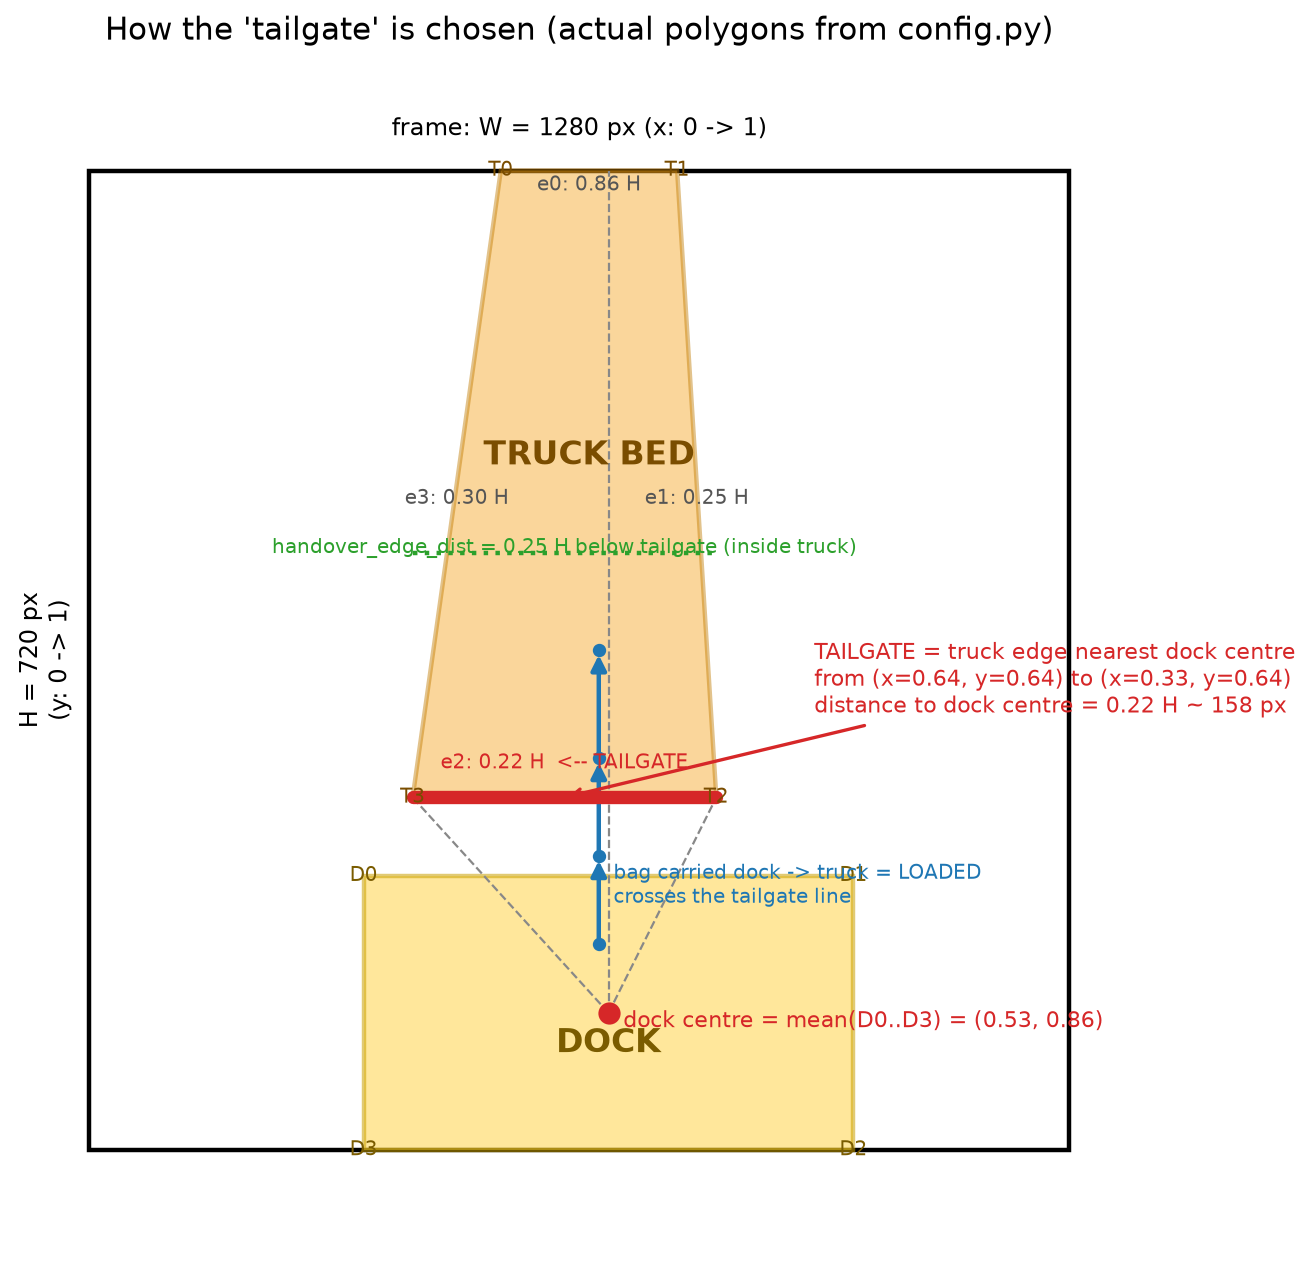 How the 'tailgate' is chosen (actual polygons from config.py)
frame: W = 1280 px (x: 0 -> 1)
T0
T1
e0: 0.86 H
TRUCK BED
e3: 0.30 H
e1: 0.25 H
handover_edge_dist = 0.25 H below tailgate (inside truck)
H = 720 px
(y: 0 -> 1)
TAILGATE = truck edge nearest dock centre
from (x=0.64, y=0.64) to (x=0.33, y=0.64)
distance to dock centre = 0.22 H ~ 158 px
e2: 0.22 H  <-- TAILGATE
T3
T2
D0
D1
bag carried dock -> truck = LOADED
crosses the tailgate line
dock centre = mean(D0..D3) = (0.53, 0.86)
DOCK
D3
D2